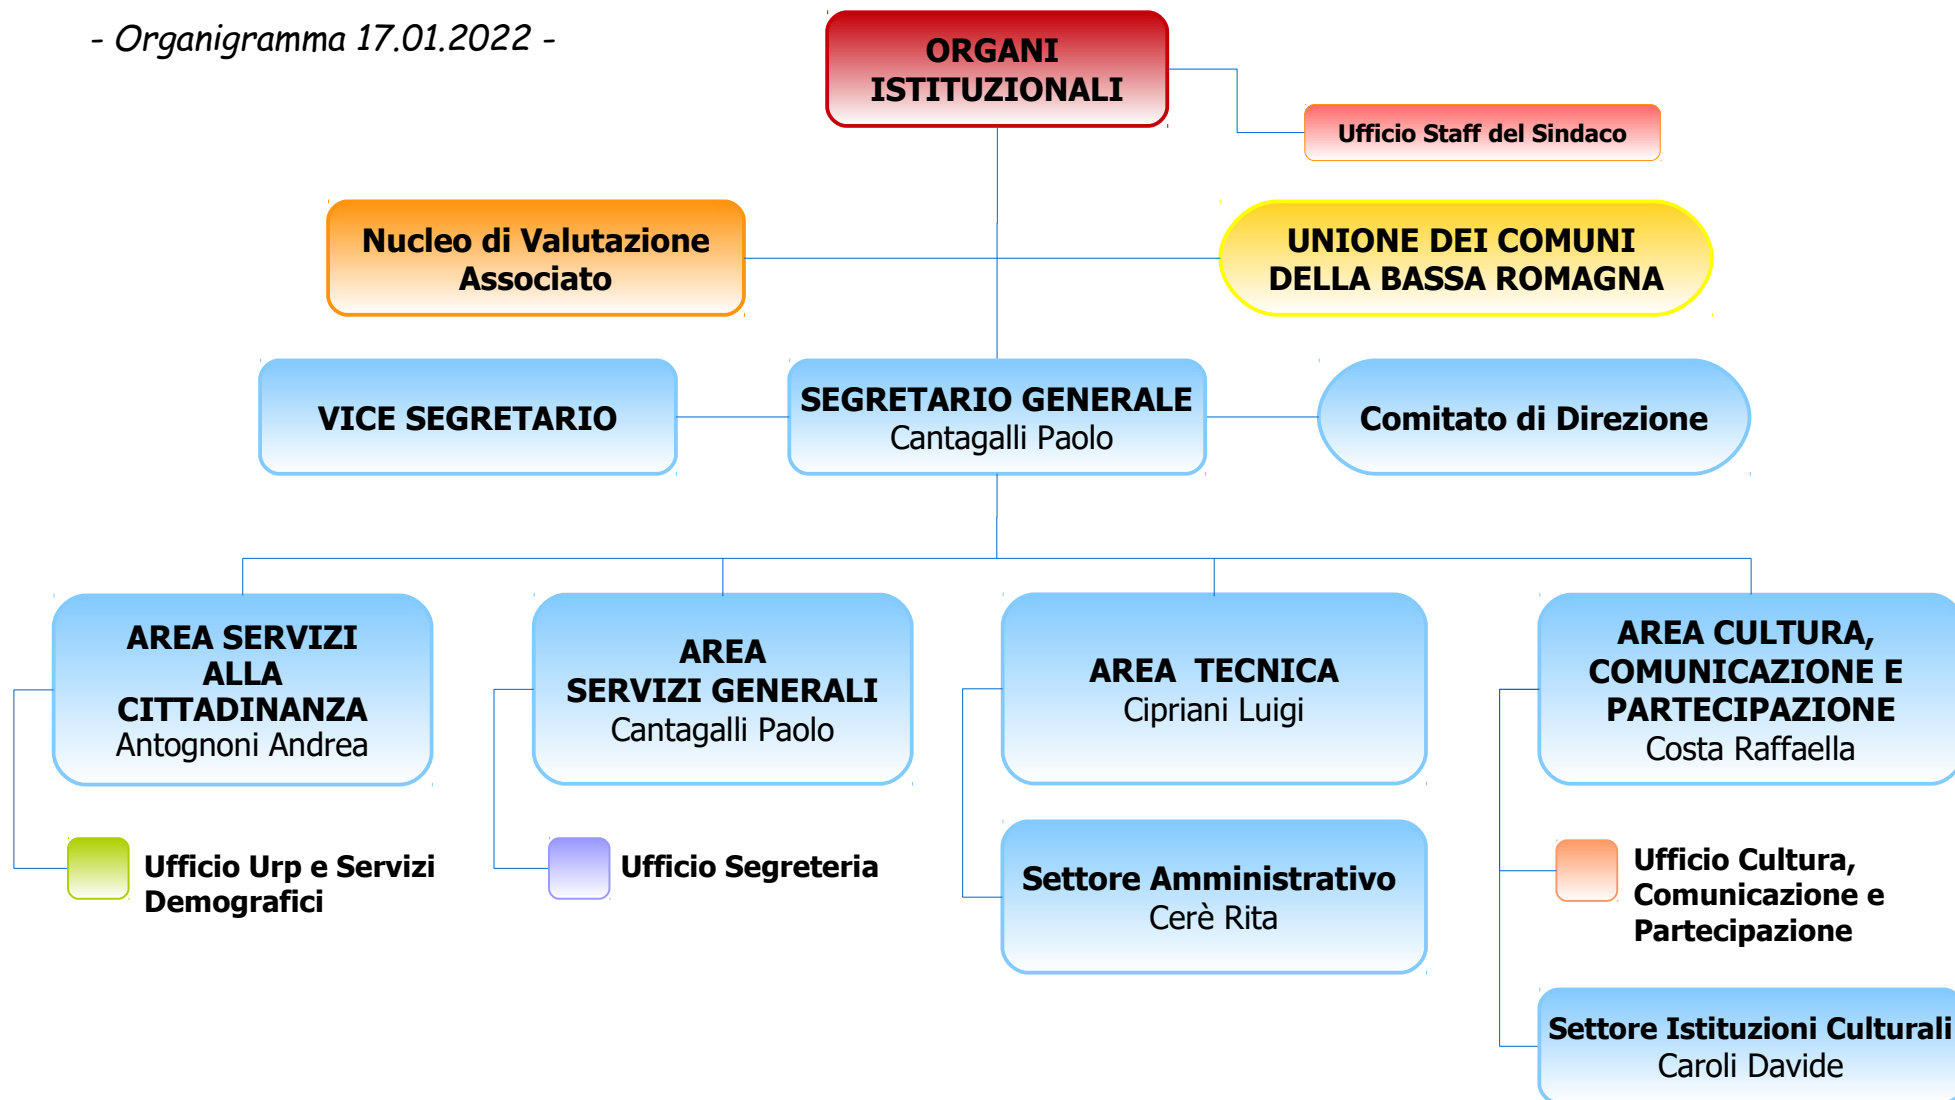 - Organigramma 17.01.2022 -
ORGANI
ISTITUZIONALI
Ufficio Staff del Sindaco
Nucleo di Valutazione
Associato
UNIONE DEI COMUNI
DELLA BASSA ROMAGNA
VICE SEGRETARIO
SEGRETARIO GENERALE
Cantagalli Paolo
Comitato di Direzione
AREA SERVIZI
ALLA
CITTADINANZA
Antognoni Andrea
AREA
SERVIZI GENERALI
Cantagalli Paolo
AREA TECNICA
Cipriani Luigi
AREA CULTURA,
COMUNICAZIONE E
PARTECIPAZIONE
Costa Raffaella
Ufficio Urp e Servizi
Demografici
Ufficio Segreteria
Settore Amministrativo
Cerè Rita
Ufficio Cultura,
Comunicazione e
Partecipazione
Settore Istituzioni Culturali
Caroli Davide